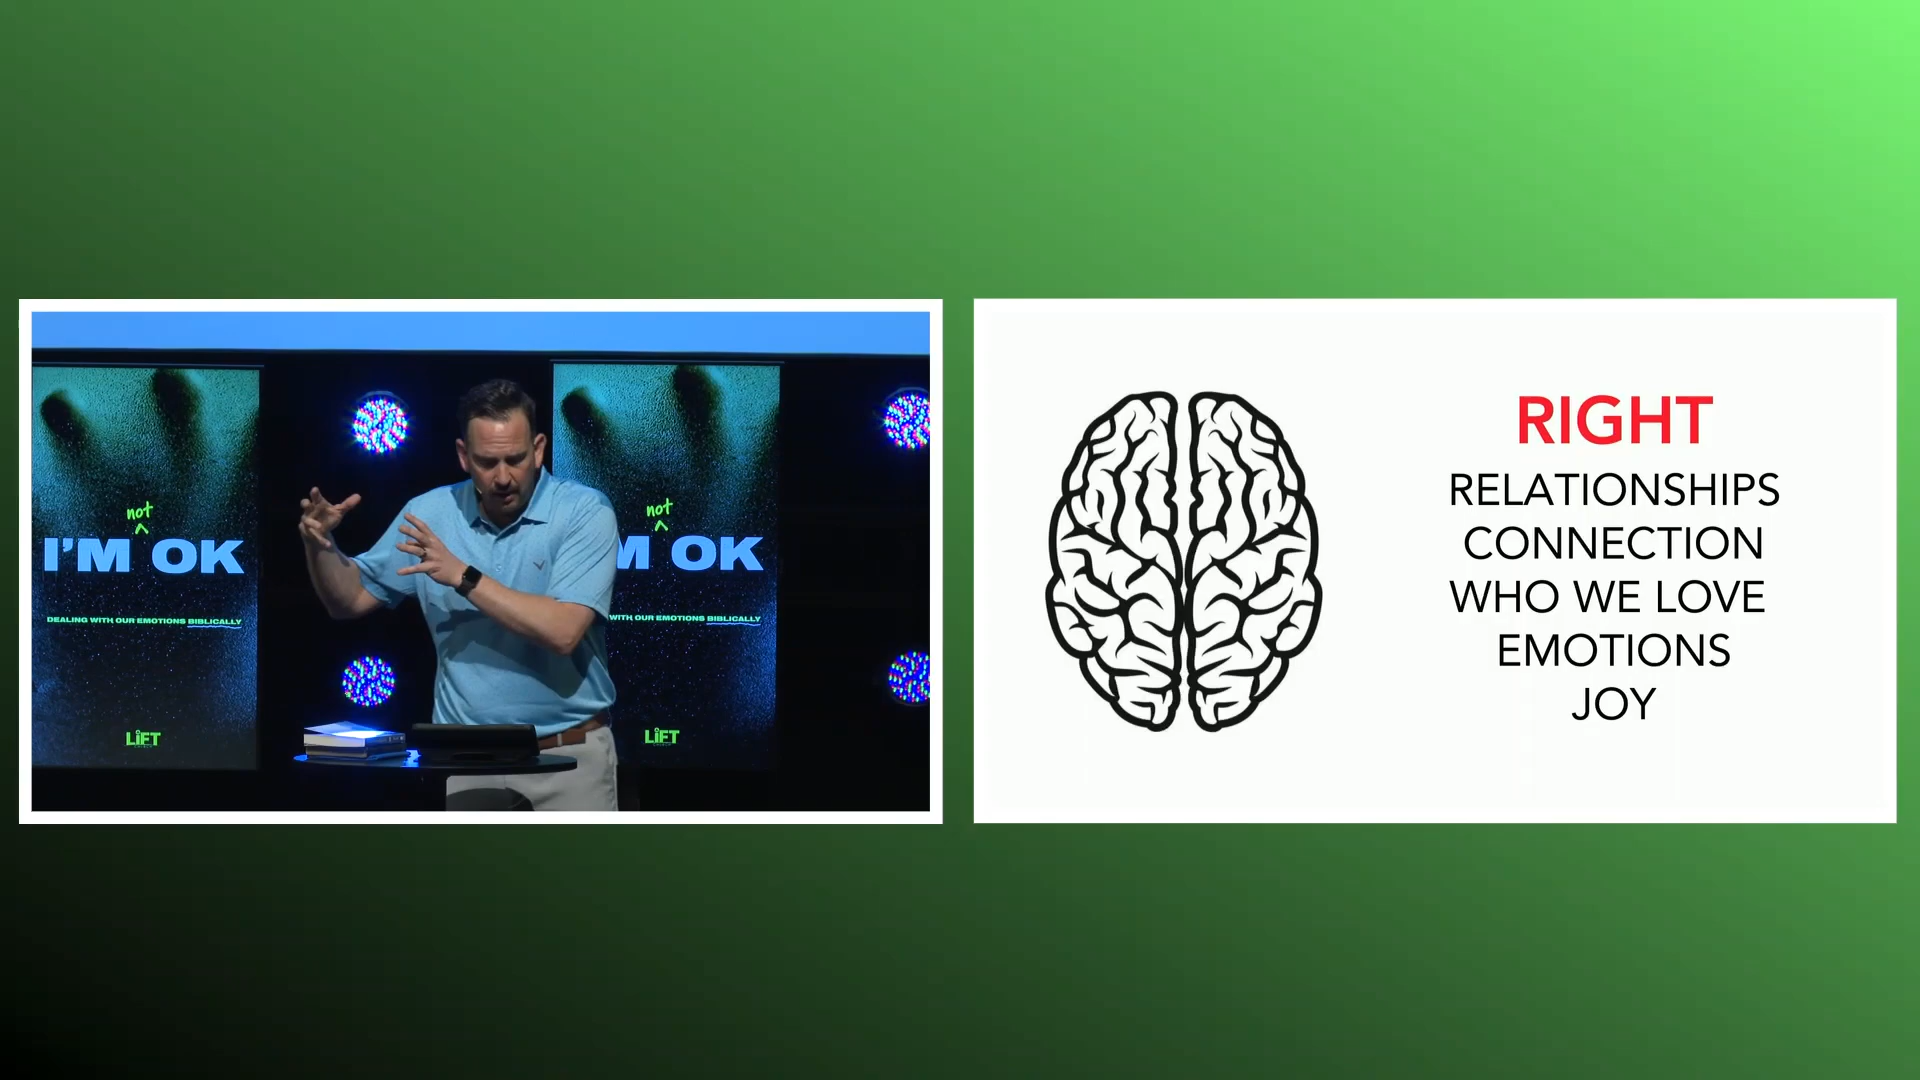 not
^
I'M OK
DEALING WITH OUR EMOTIONS BIBLICALLY
LiFT
not
^
M OK
WITH OUR EMOTIONS BIBLICALLY
LiFT
RIGHT
RELATIONSHIPS
CONNECTION
WHO WE LOVE
EMOTIONS
JOY